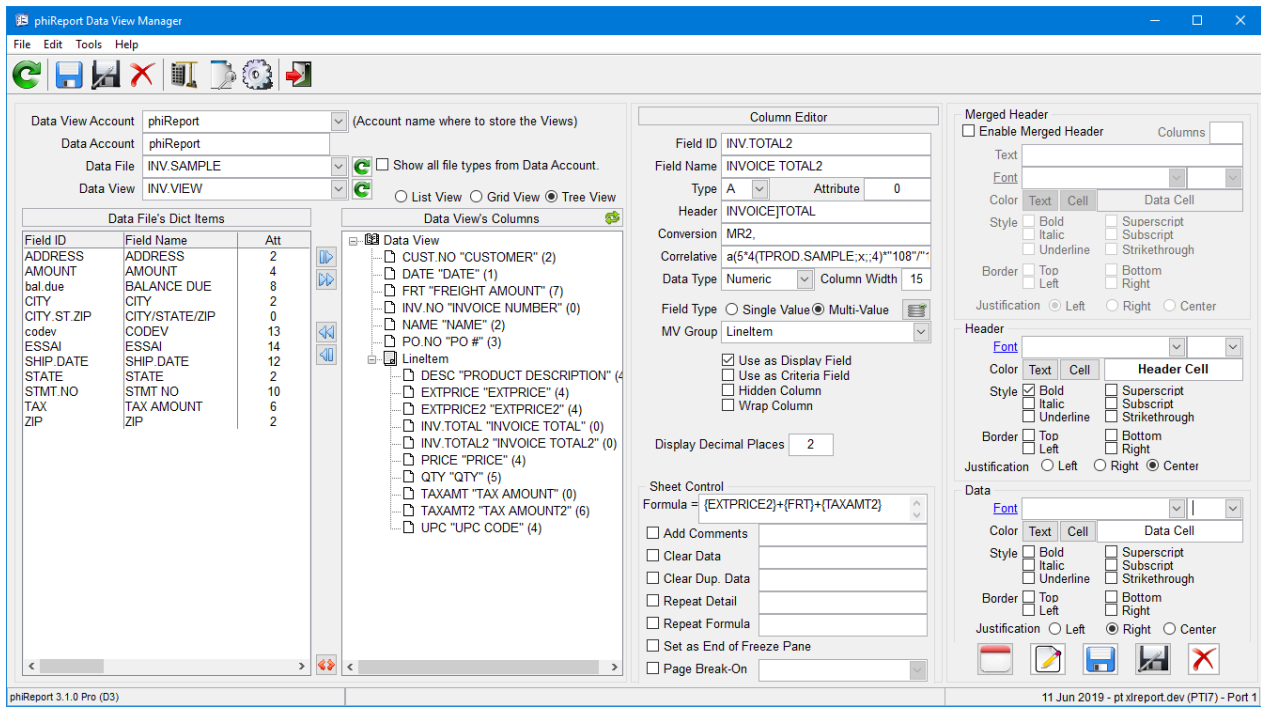 phiReport Data View Manager
File Edit Tools Help
Data View Account phiReport (Account name where to store the Views)
Data Account phiReport
Data File INV.SAMPLE Show all file types from Data Account.
Data View INV.VIEW List View Grid View Tree View
Data File's Dict Items
Field ID Field Name Att
ADDRESS ADDRESS 2
AMOUNT AMOUNT 4
bal.due BALANCE DUE 8
CITY CITY 2
CITY.ST.ZIP CITY/STATE/ZIP 0
codev CODEV 13
ESSAI ESSAI 14
SHIP.DATE SHIP.DATE 12
STATE STATE 2
STMT.NO STMT NO 10
TAX TAX AMOUNT 6
ZIP ZIP 2
Data View's Columns
Data View
CUST.NO "CUSTOMER" (2)
DATE "DATE" (1)
FRT "FREIGHT AMOUNT" (7)
INV.NO "INVOICE NUMBER" (0)
NAME "NAME" (2)
PO.NO "PO #" (3)
LineItem
DESC "PRODUCT DESCRIPTION" (4
EXTPRICE "EXTPRICE" (4)
EXTPRICE2 "EXTPRICE2" (4)
INV.TOTAL "INVOICE TOTAL" (0)
INV.TOTAL2 "INVOICE TOTAL2" (0)
PRICE "PRICE" (4)
QTY "QTY" (5)
TAXAMT "TAX AMOUNT" (0)
TAXAMT2 "TAX AMOUNT2" (6)
UPC "UPC CODE" (4)
Column Editor
Field ID INV.TOTAL2
Field Name INVOICE TOTAL2
Type A Attribute 0
Header INVOICE]TOTAL
Conversion MR2,
Correlative a(5*4(TPROD.SAMPLE;x;;4)*"108"/"
Data Type Numeric Column Width 15
Field Type Single Value Multi-Value
MV Group LineItem
Use as Display Field
Use as Criteria Field
Hidden Column
Wrap Column
Display Decimal Places 2
Sheet Control
Formula = {EXTPRICE2}+{FRT}+{TAXAMT2}
Add Comments
Clear Data
Clear Dup. Data
Repeat Detail
Repeat Formula
Set as End of Freeze Pane
Page Break-On
Merged Header
Enable Merged Header Columns
Text
Font
Color Text Cell Data Cell
Style Bold Superscript
Italic Subscript
Underline Strikethrough
Border Top Bottom
Left Right
Justification Left Right Center
Header
Font
Color Text Cell Header Cell
Style Bold Superscript
Italic Subscript
Underline Strikethrough
Border Top Bottom
Left Right
Justification Left Right Center
Data
Font
Color Text Cell Data Cell
Style Bold Superscript
Italic Subscript
Underline Strikethrough
Border Top Bottom
Left Right
Justification Left Right Center
phiReport 3.1.0 Pro (D3)
11 Jun 2019 - pt xlreport.dev (PTI7) - Port 1